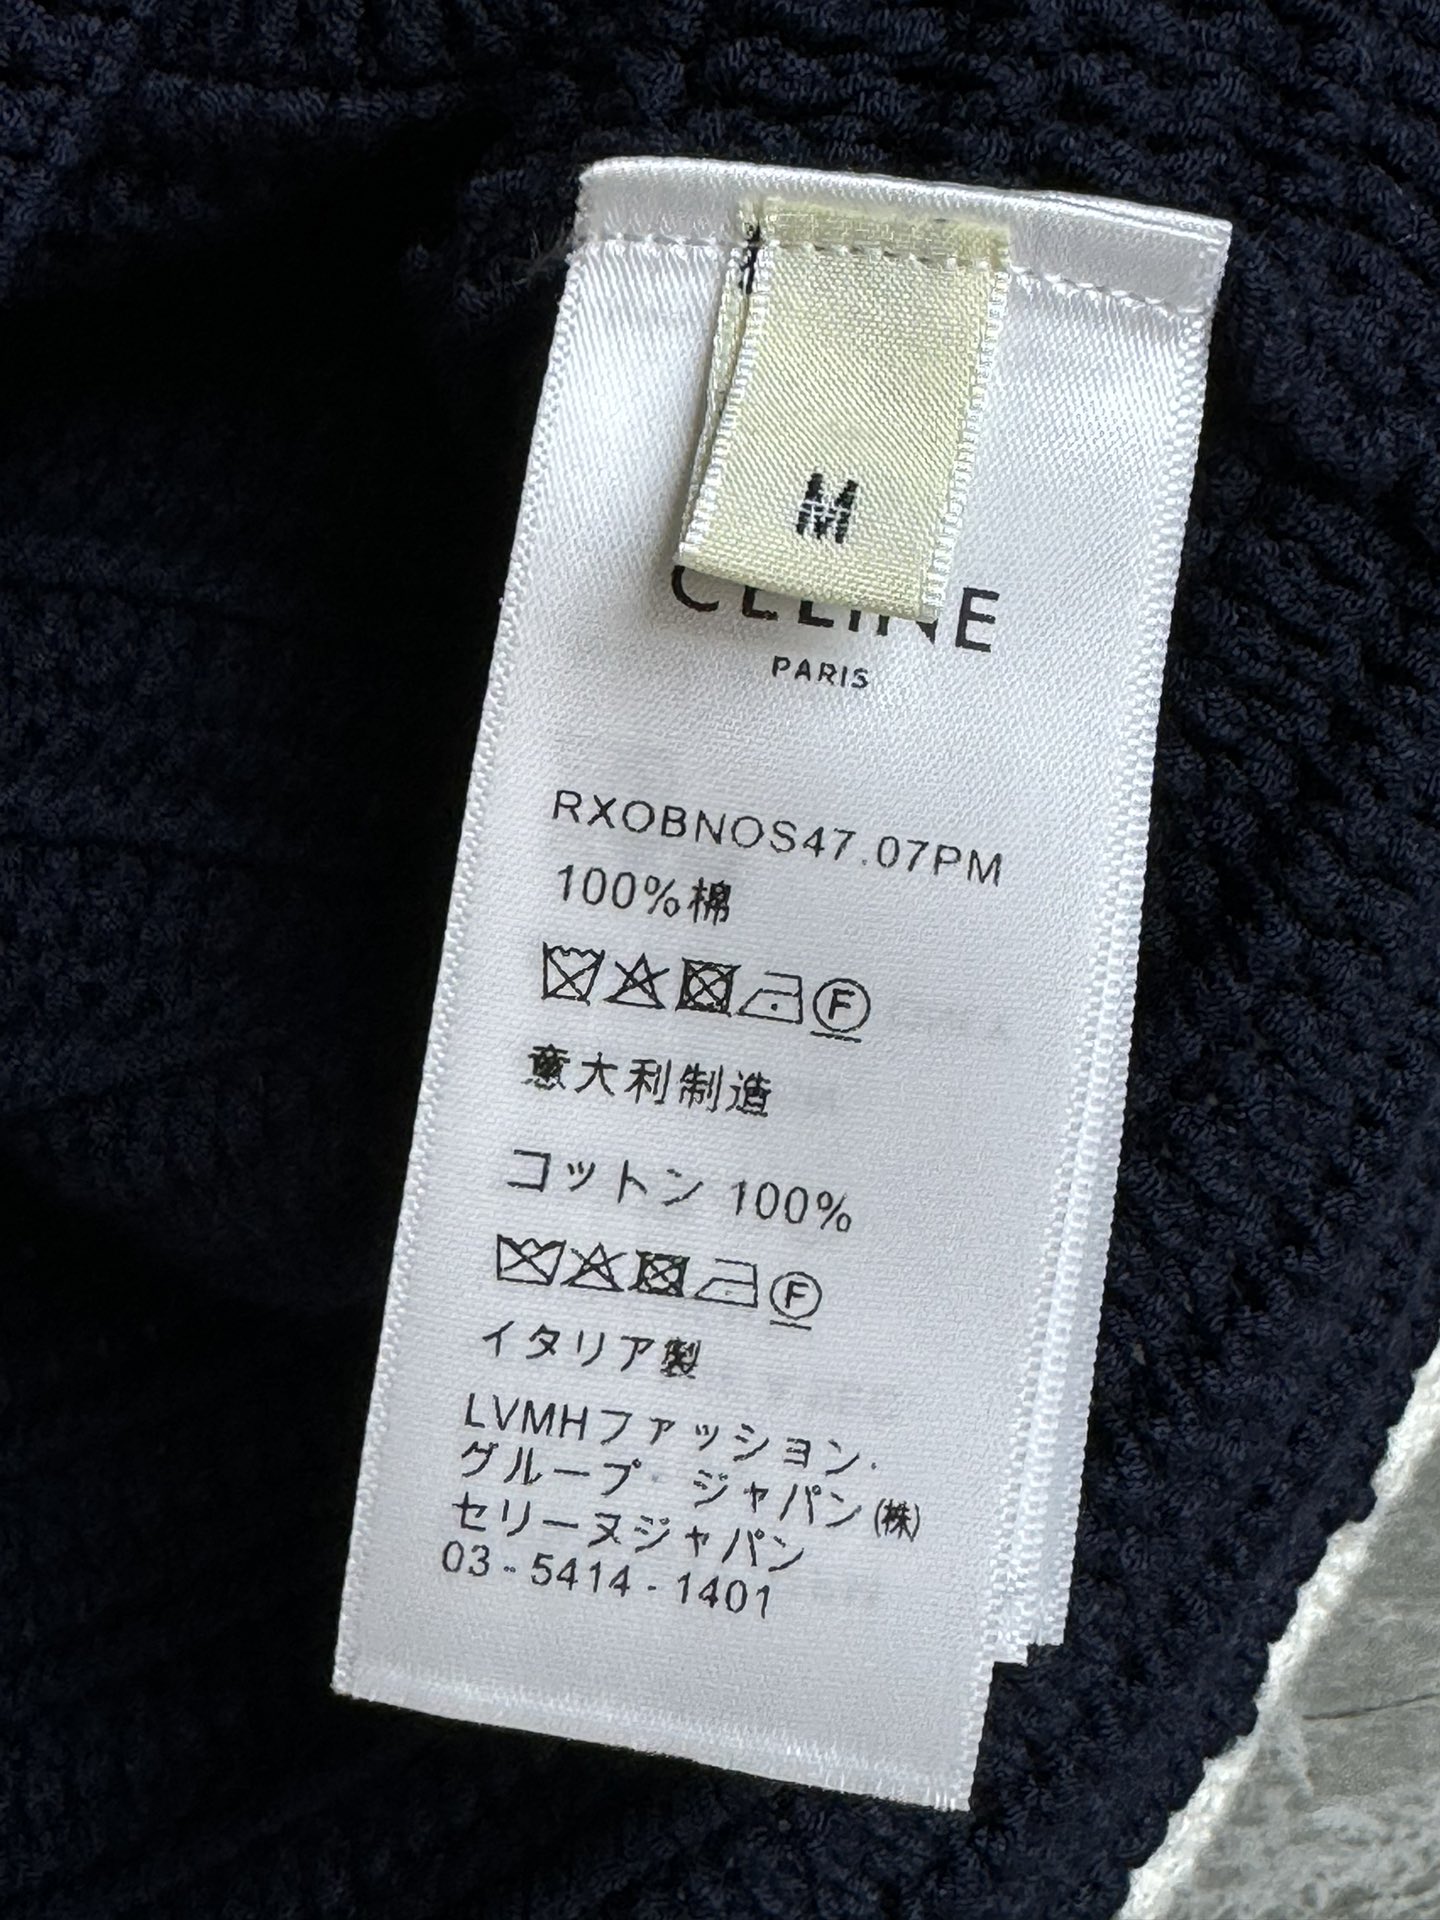 M
CELINE
PARIS
RXOBNOS47.07PM
100%棉
F
意大利制造
コットン 100%
F
イタリア製
LVMHファッション・
グループ・ジャパン(株)
セリーヌジャパン
03-5414-1401